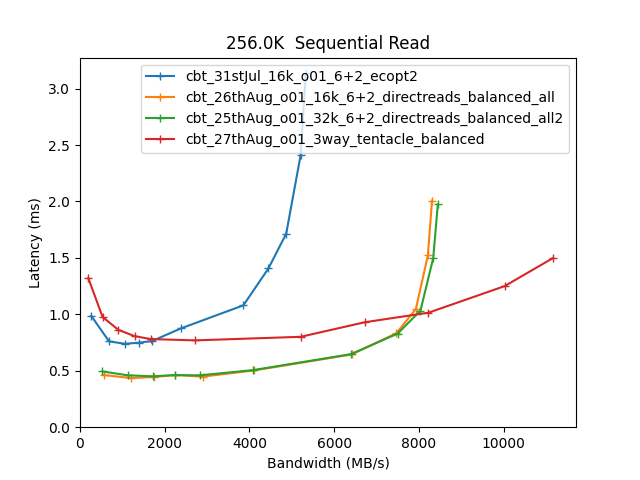 256.0K  Sequential Read
cbt_31stJul_16k_o01_6+2_ecopt2
cbt_26thAug_o01_16k_6+2_directreads_balanced_all
cbt_25thAug_o01_32k_6+2_directreads_balanced_all2
cbt_27thAug_o01_3way_tentacle_balanced
Latency (ms)
3.0
2.5
2.0
1.5
1.0
0.5
0.0
0 2000 4000 6000 8000 10000
Bandwidth (MB/s)